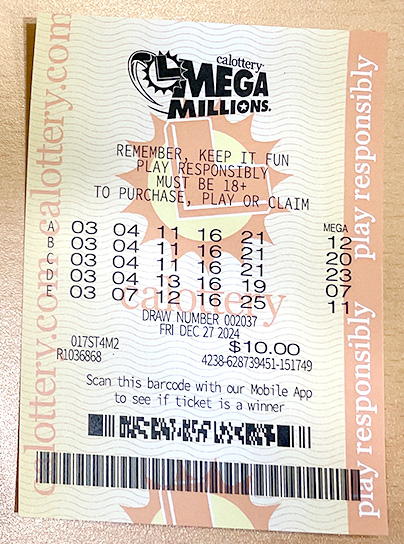 calottery
MEGA
MILLIONS.
REMEMBER, KEEP IT FUN
PLAY RESPONSIBLY
MUST BE 18+
TO PURCHASE, PLAY OR CLAIM
MEGA
A 03 04 11 16 21 12
B 03 04 11 16 21 20
C 03 04 11 16 21 23
D 03 04 13 16 19 07
E 03 07 12 16 25 11
calottery
DRAW NUMBER 002037
FRI DEC 27 2024
017ST4M2 $10.00
R1036868 4238-628739451-151749
Scan this barcode with our Mobile App
to see if ticket is a winner
calottery.com
calottery.com
play responsibly
play responsibly